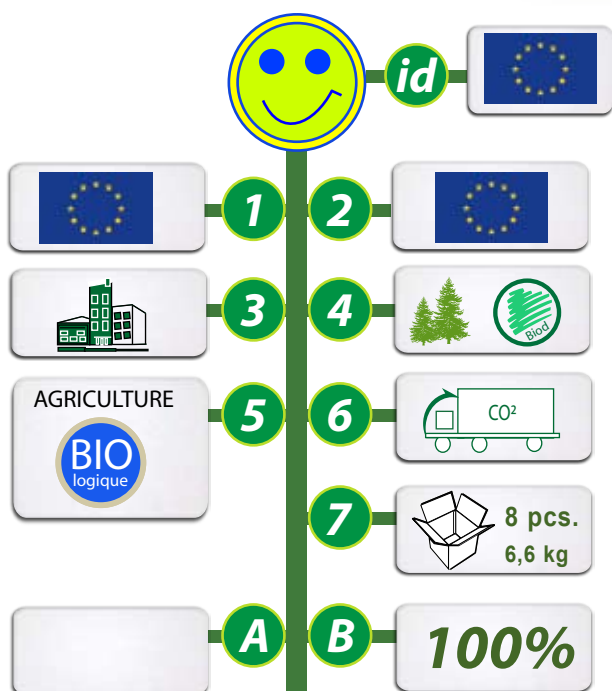 id
1
2
3
4
Biod
AGRICULTURE
BIO
logique
5
6
CO²
7
8 pcs.
6,6 kg
A
B
100%